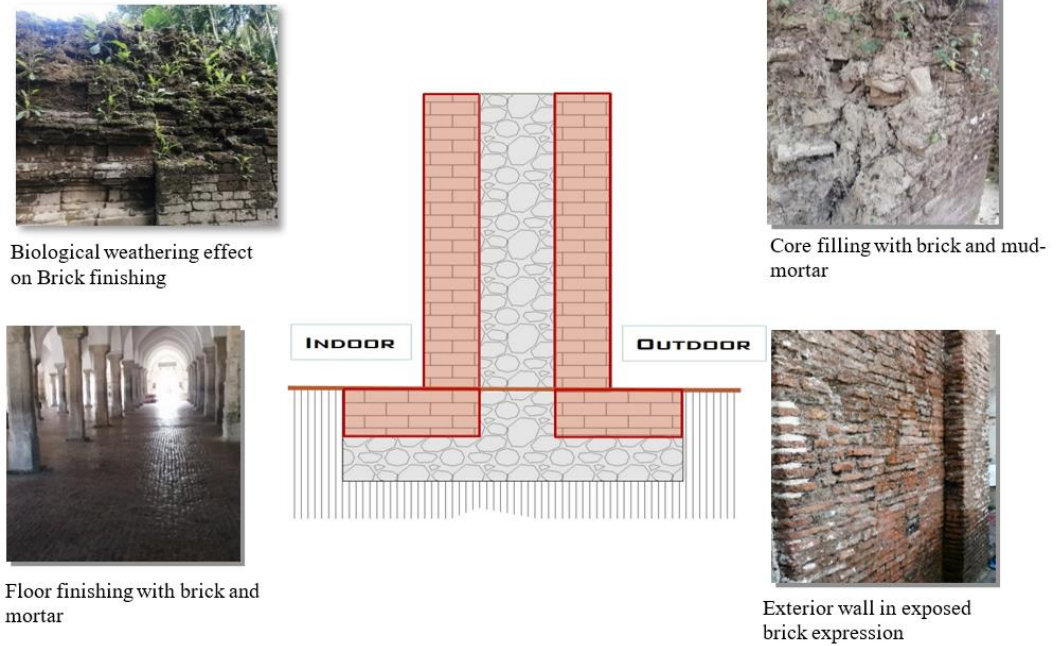 Biological weathering effect
on Brick finishing
Core filling with brick and mud-
mortar
INDOOR
OUTDOOR
Floor finishing with brick and
mortar
Exterior wall in exposed
brick expression